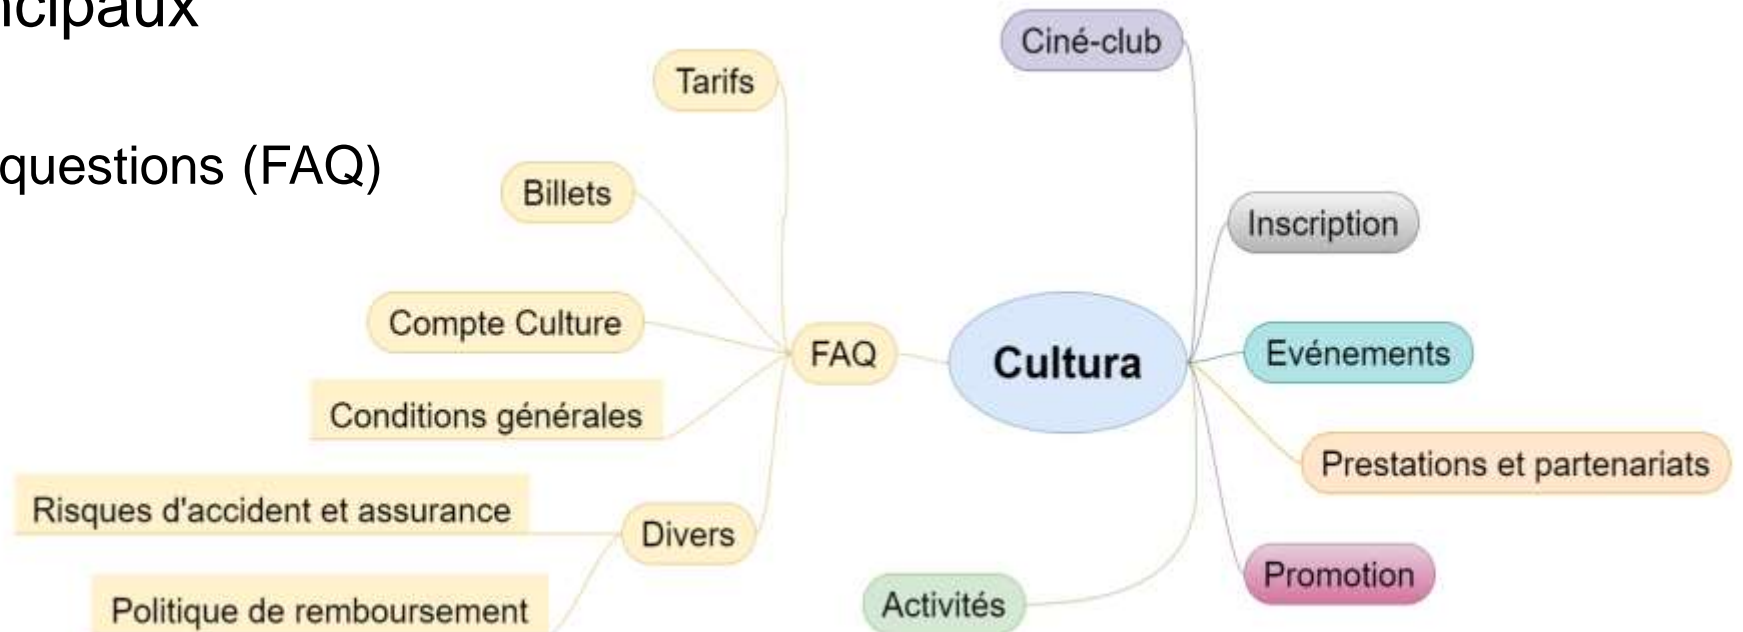 ncipaux
questions (FAQ)
Tarifs
Billets
Compte Culture
Conditions générales
Risques d'accident et assurance
Divers
Politique de remboursement
FAQ
Cultura
Ciné-club
Inscription
Evénements
Prestations et partenariats
Promotion
Activités